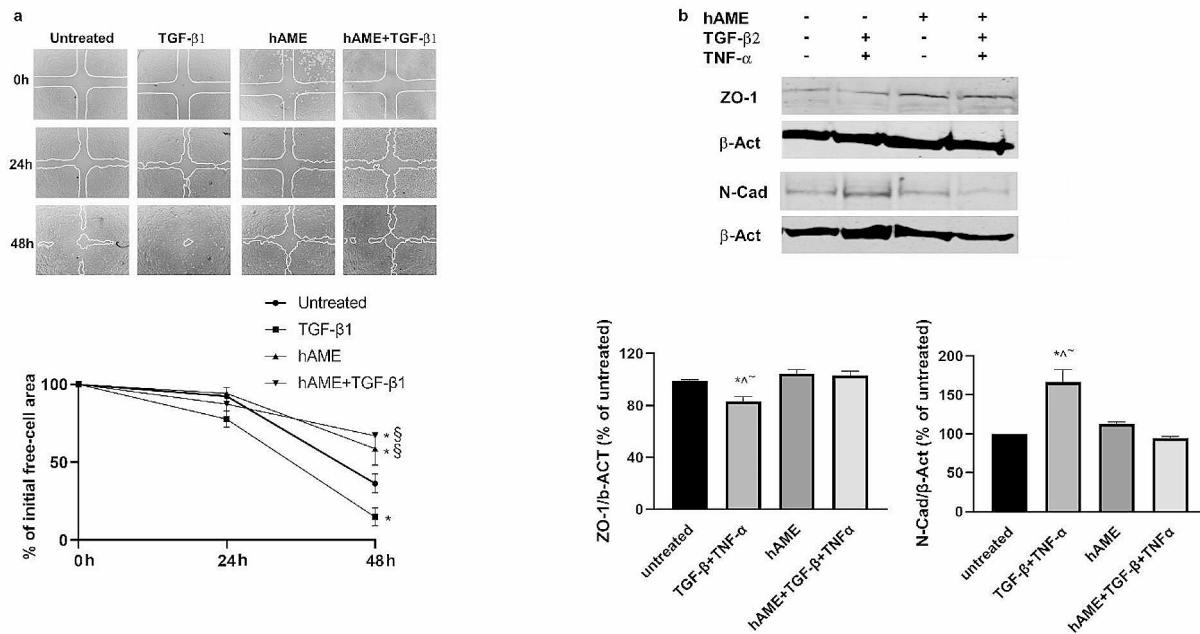 a
Untreated TGF-β1 hAME hAME+TGF-β1
0h
24h
48h
Untreated
TGF-β1
hAME
hAME+TGF-β1
% of initial free-cell area
100
50
0
* §
* §
*
0h 24h 48h
b
hAME - - + +
TGF-β2 - + - +
TNF-α - + - +
ZO-1
β-Act
N-Cad
β-Act
ZO-1/b-ACT (% of untreated)
120
80
40
0
*^~
untreated
TGF-β+TNF-α
hAME
hAME+TGF-β+TNFα
N-Cad/β-Act (% of untreated)
200
150
100
50
0
*^~
untreated
TGF-β+TNF-α
hAME
hAME+TGF-β+TNFα